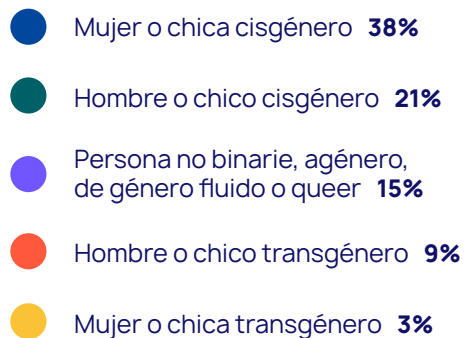 Mujer o chica cisgénero 38%
Hombre o chico cisgénero 21%
Persona no binarie, agénero,
de género fluido o queer 15%
Hombre o chico transgénero 9%
Mujer o chica transgénero 3%